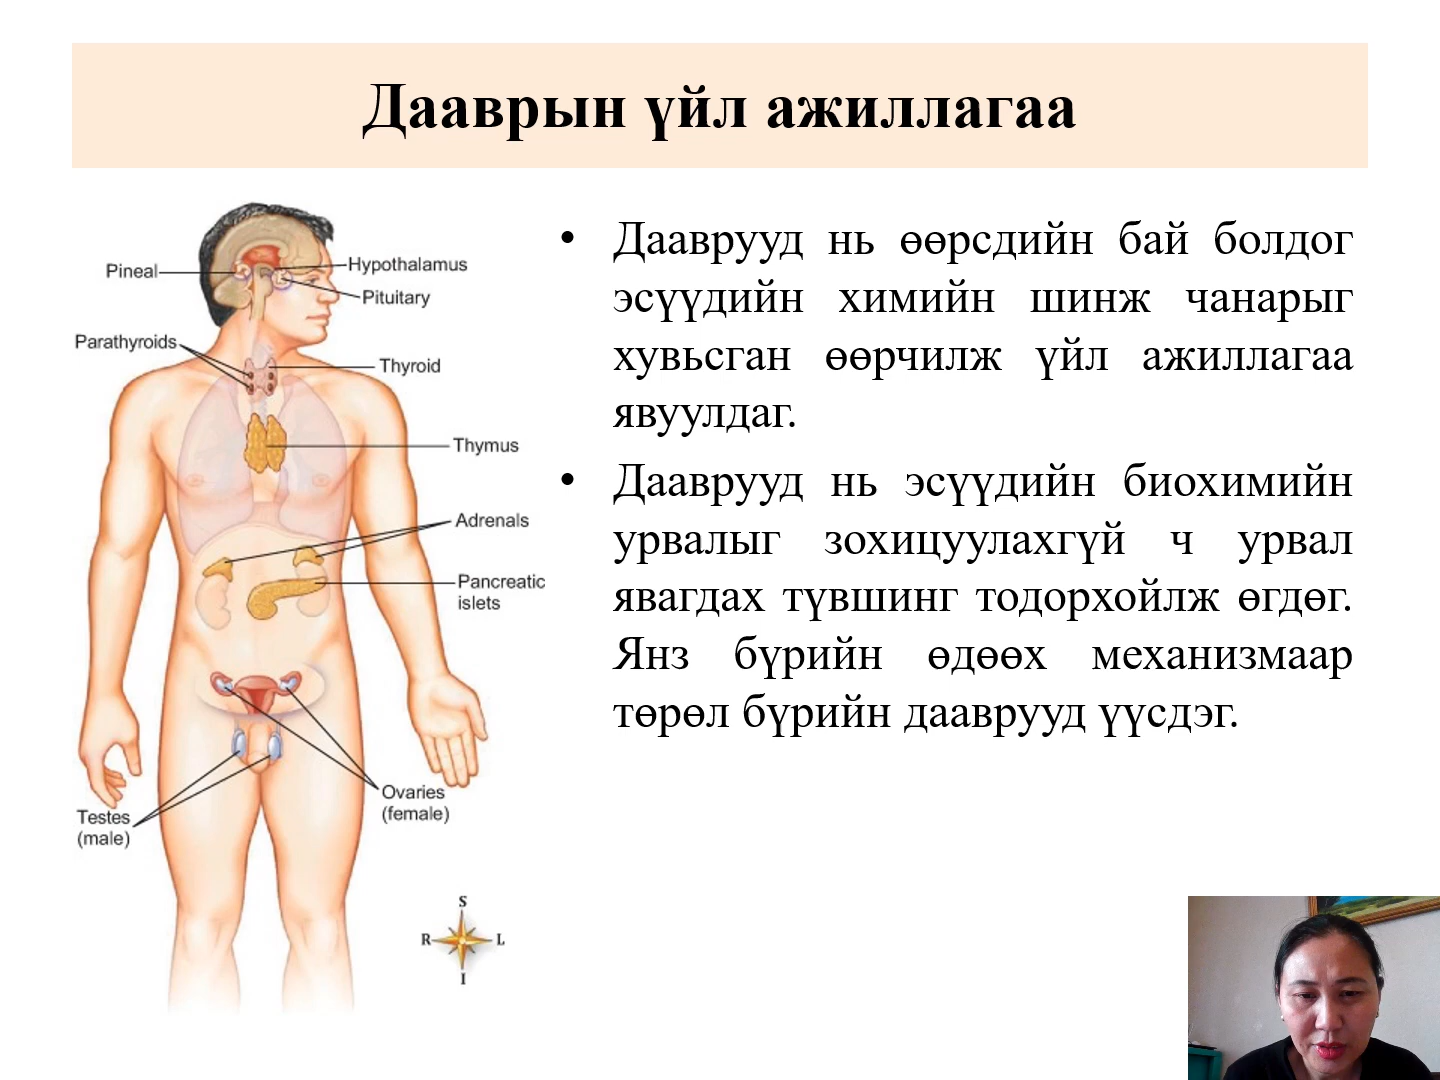 Дааврын үйл ажиллагаа
Pineal
Hypothalamus
Pituitary
Parathyroids
Thyroid
Thymus
Adrenals
Pancreatic
islets
Ovaries
(female)
Testes
(male)
S
R
L
I
• Дааврууд нь өөрсдийн бай болдог
эсүүдийн химийн шинж чанарыг
хувьсган өөрчилж үйл ажиллагаа
явуулдаг.
• Дааврууд нь эсүүдийн биохимийн
урвалыг зохицуулахгүй ч урвал
явагдах түвшинг тодорхойлж өгдөг.
Янз бүрийн өдөөх механизмаар
төрөл бүрийн дааврууд үүсдэг.